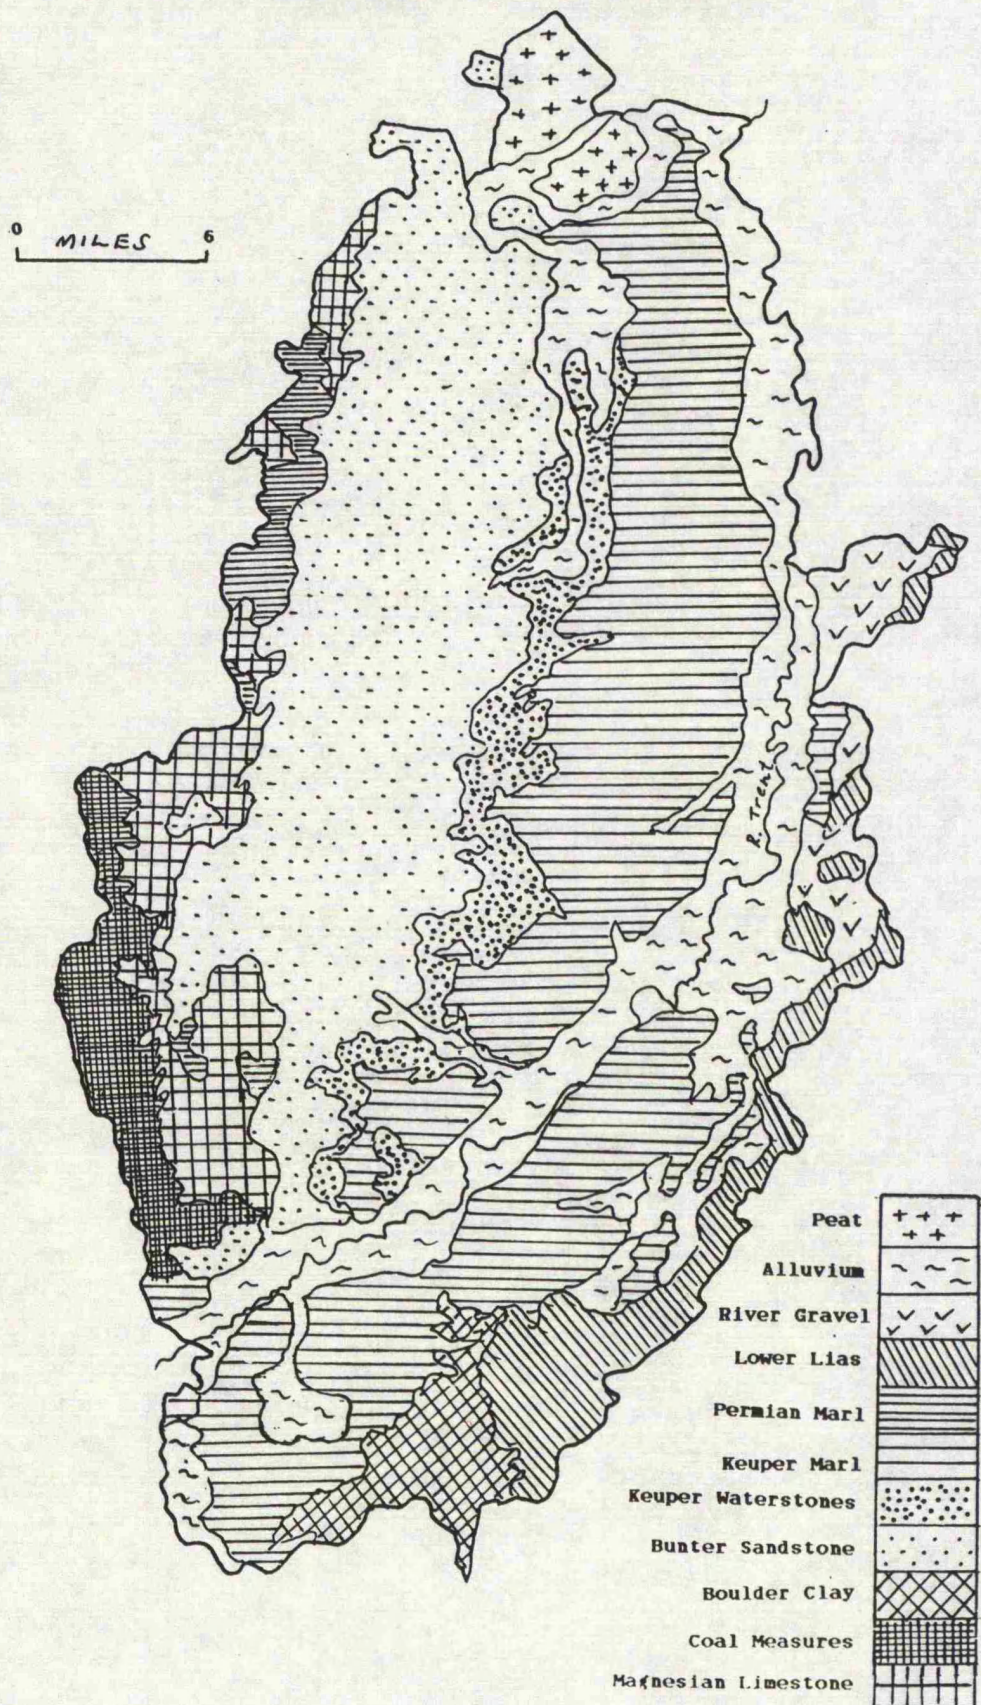 0 MILES 6
R. Trent
Peat
Alluvium
River Gravel
Lower Lias
Permian Marl
Keuper Marl
Keuper Waterstones
Bunter Sandstone
Boulder Clay
Coal Measures
Magnesian Limestone